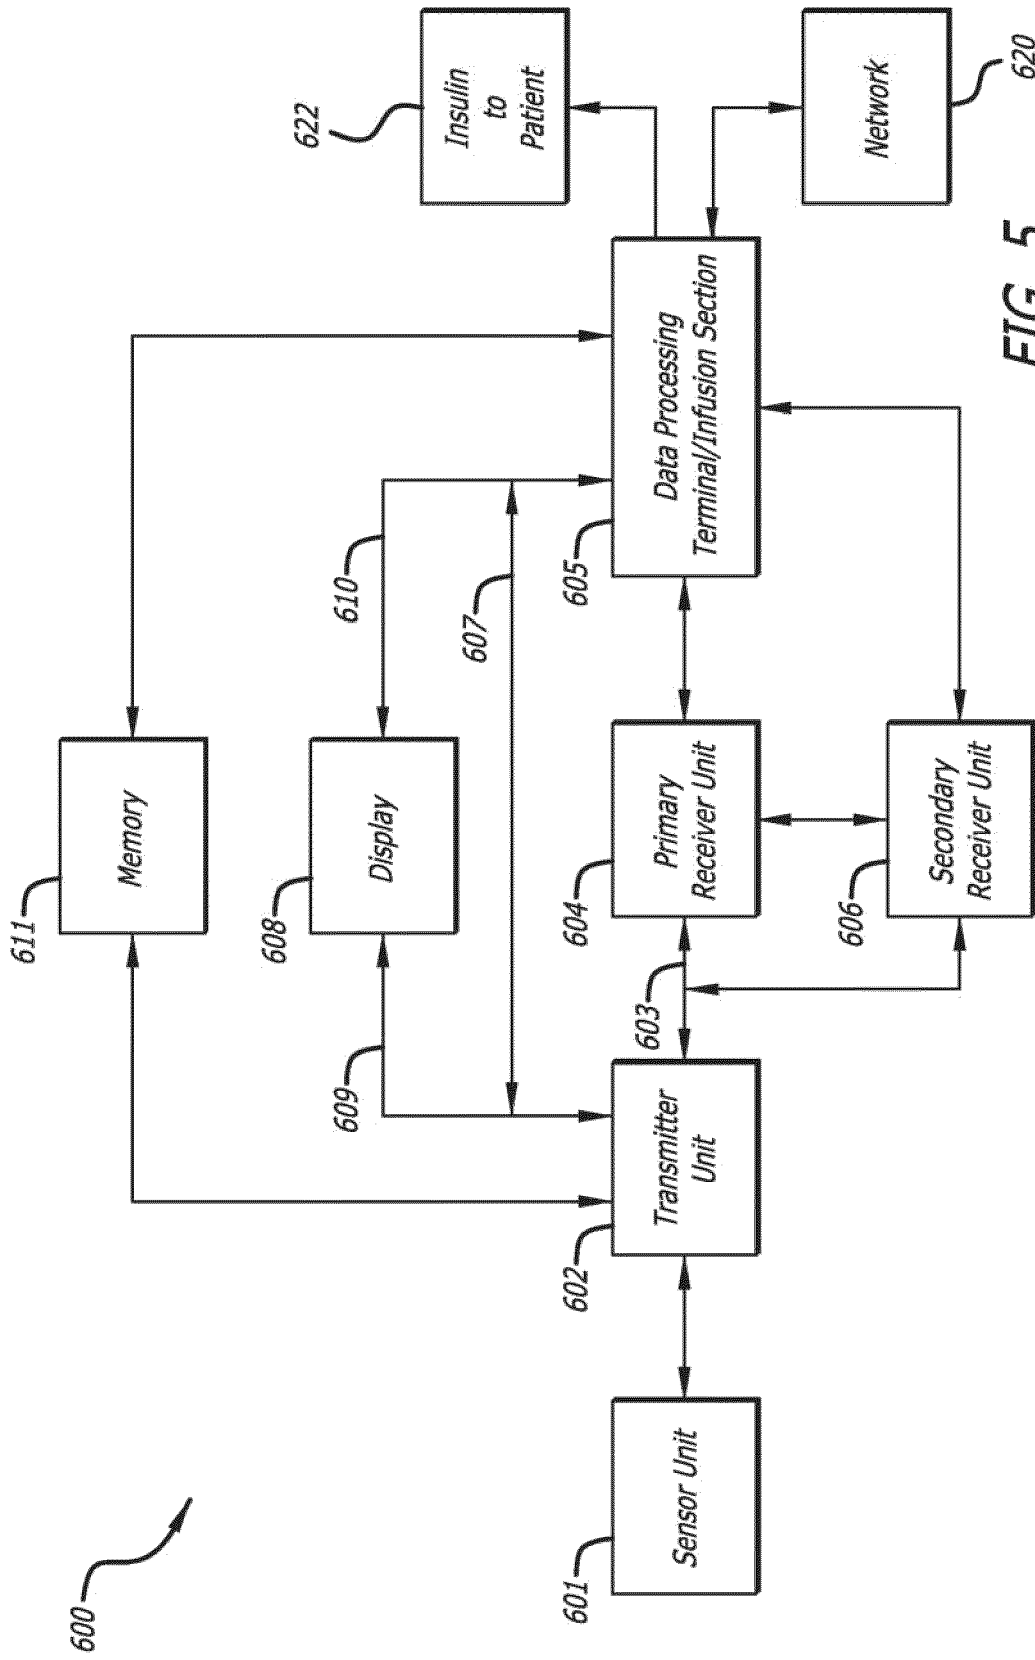 600
611
Memory
608
Display
609
610
607
622
Insulin
to
Patient
601
Sensor Unit
602
Transmitter
Unit
603
604
Primary
Receiver Unit
605
Data Processing
Terminal/Infusion Section
606
Secondary
Receiver Unit
Network
620
FIG. 5